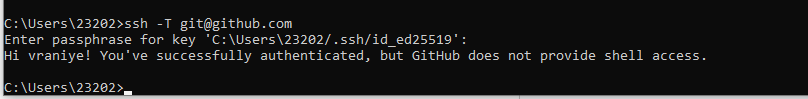 C:\Users\23202>ssh -T git@github.com
Enter passphrase for key 'C:\Users\23202/.ssh/id_ed25519':
Hi vraniye! You've successfully authenticated, but GitHub does not provide shell access.
C:\Users\23202>